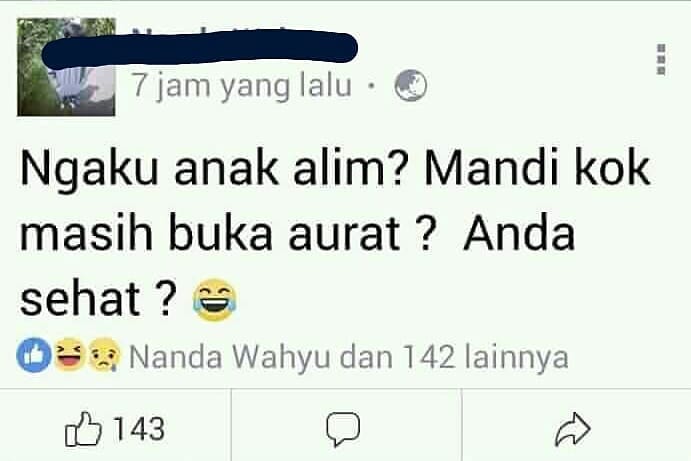 7 jam yang lalu ·
Ngaku anak alim? Mandi kok
masih buka aurat ? Anda
sehat ? 😂
Nanda Wahyu dan 142 lainnya
143